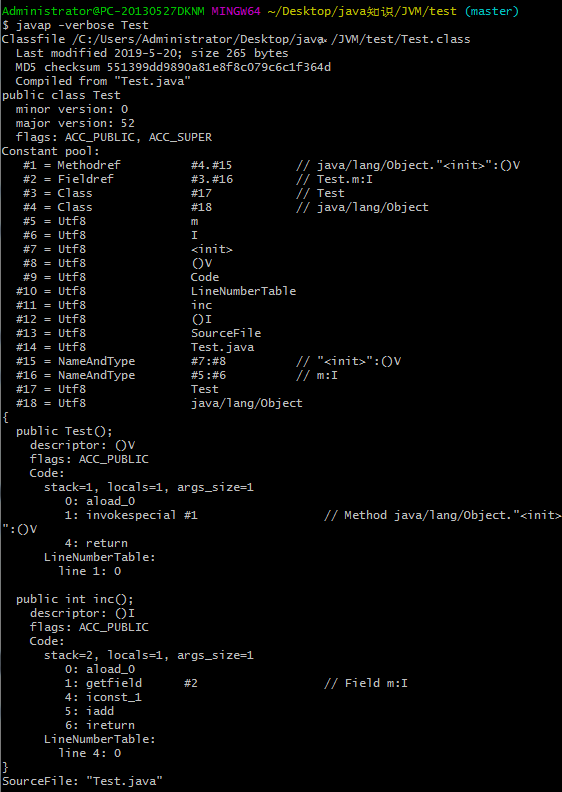 Administrator@PC-20130527DKNM MINGW64 ~/Desktop/java知识/JVM/test (master)
$ javap -verbose Test
Classfile /C:/Users/Administrator/Desktop/java /JVM/test/Test.class
  Last modified 2019-5-20; size 265 bytes
  MD5 checksum 551399dd9890a81e8f8c079c6c1f364d
  Compiled from "Test.java"
public class Test
  minor version: 0
  major version: 52
  flags: ACC_PUBLIC, ACC_SUPER
Constant pool:
   #1 = Methodref          #4.#15         // java/lang/Object."<init>":()V
   #2 = Fieldref           #3.#16         // Test.m:I
   #3 = Class              #17            // Test
   #4 = Class              #18            // java/lang/Object
   #5 = Utf8               m
   #6 = Utf8               I
   #7 = Utf8               <init>
   #8 = Utf8               ()V
   #9 = Utf8               Code
  #10 = Utf8               LineNumberTable
  #11 = Utf8               inc
  #12 = Utf8               ()I
  #13 = Utf8               SourceFile
  #14 = Utf8               Test.java
  #15 = NameAndType        #7:#8          // "<init>":()V
  #16 = NameAndType        #5:#6          // m:I
  #17 = Utf8               Test
  #18 = Utf8               java/lang/Object
{
  public Test();
    descriptor: ()V
    flags: ACC_PUBLIC
    Code:
      stack=1, locals=1, args_size=1
         0: aload_0
         1: invokespecial #1                  // Method java/lang/Object."<init>
":()V
         4: return
      LineNumberTable:
        line 1: 0

  public int inc();
    descriptor: ()I
    flags: ACC_PUBLIC
    Code:
      stack=2, locals=1, args_size=1
         0: aload_0
         1: getfield      #2                  // Field m:I
         4: iconst_1
         5: iadd
         6: ireturn
      LineNumberTable:
        line 4: 0
}
SourceFile: "Test.java"